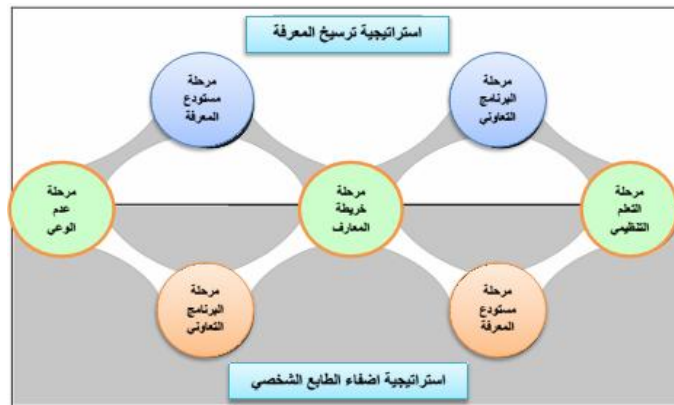 استراتيجية ترسيخ المعرفة
مرحلة
البرنامج
التعاوني
مرحلة
مستودع
المعرفة
مرحلة
التعلم
التنظيمي
مرحلة
خريطة
المعارف
مرحلة
عدم
الوعي
مرحلة
مستودع
المعرفة
مرحلة
البرنامج
التعاوني
استراتيجية اضفاء الطابع الشخصي